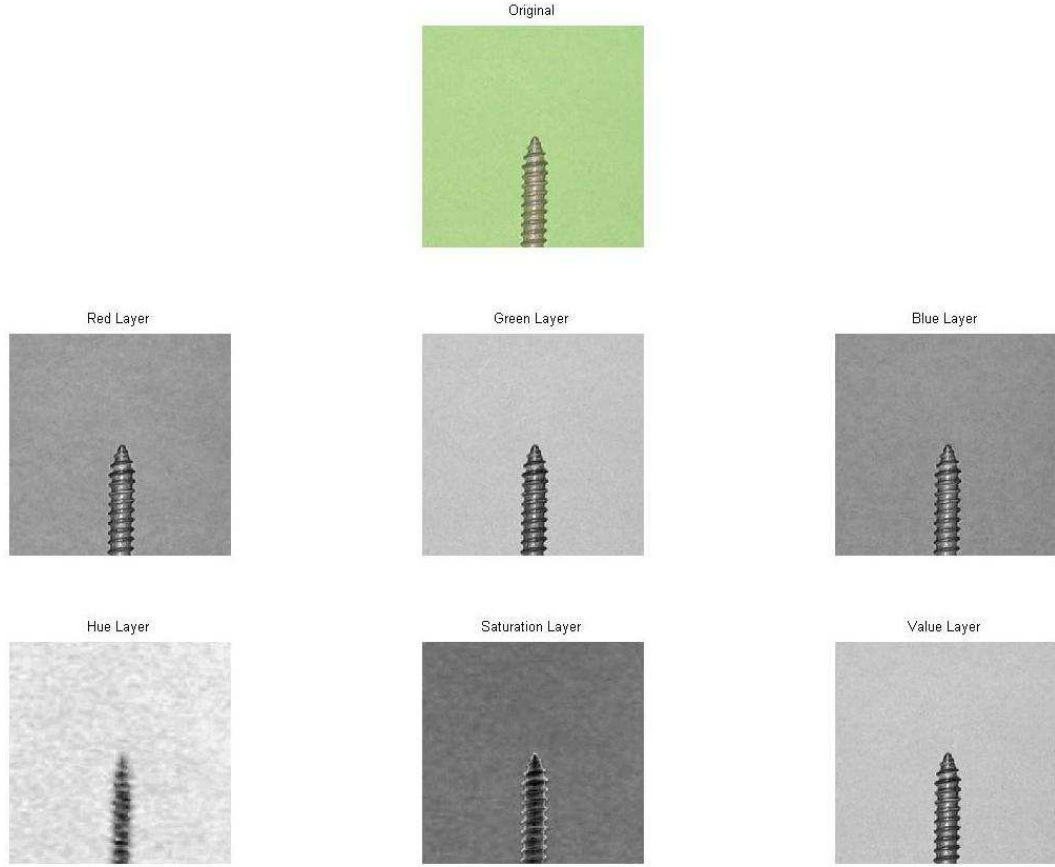 Original
Red Layer
Green Layer
Blue Layer
Hue Layer
Saturation Layer
Value Layer